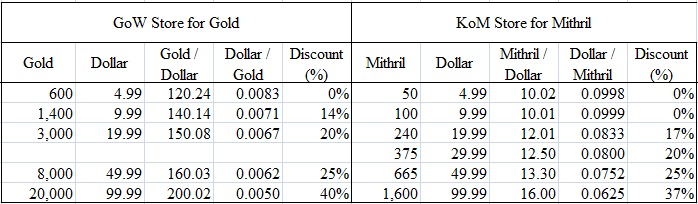 GoW Store for Gold KoM Store for Mithril
Gold Dollar Gold / Dollar Dollar / Gold Discount (%) Mithril Dollar Mithril / Dollar Dollar / Mithril Discount (%)
600 4.99 120.24 0.0083 0% 50 4.99 10.02 0.0998 0%
1,400 9.99 140.14 0.0071 14% 100 9.99 10.01 0.0999 0%
3,000 19.99 150.08 0.0067 20% 240 19.99 12.01 0.0833 17%
375 29.99 12.50 0.0800 20%
8,000 49.99 160.03 0.0062 25% 665 49.99 13.30 0.0752 25%
20,000 99.99 200.02 0.0050 40% 1,600 99.99 16.00 0.0625 37%